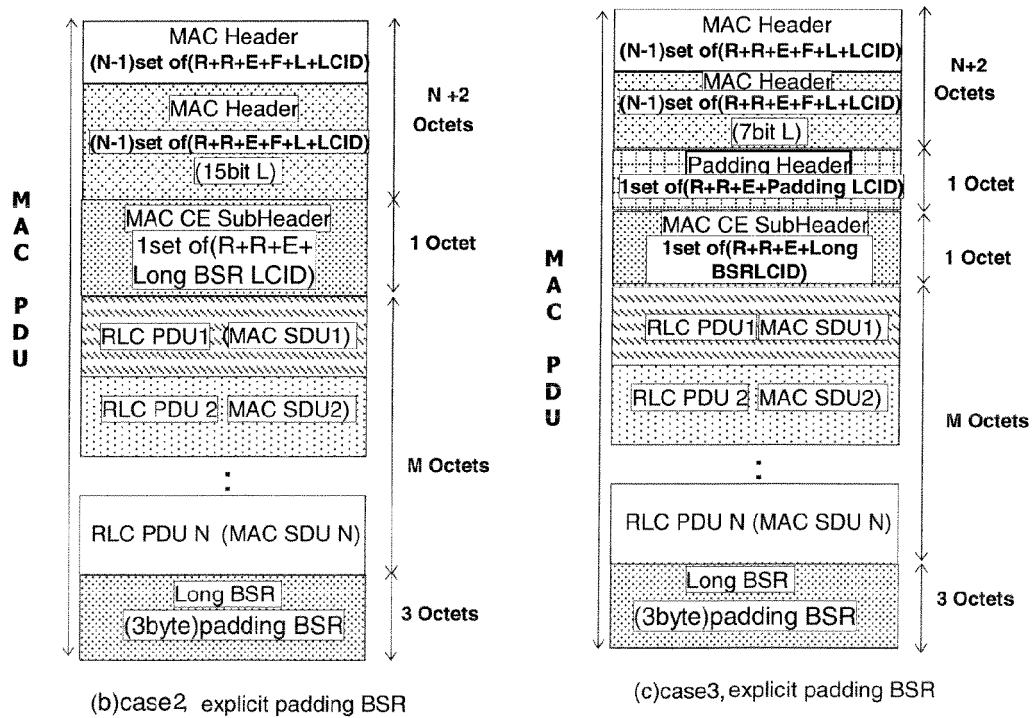 MAC PDU
MAC Header
(N-1)set of(R+R+E+F+L+LCID)
MAC Header
(N-1)set of(R+R+E+F+L+LCID)
(15bit L)
N +2
Octets
MAC CE SubHeader
1set of(R+R+E+
Long BSR LCID)
1 Octet
RLC PDU1 (MAC SDU1)
RLC PDU 2 MAC SDU2)
:
M Octets
RLC PDU N (MAC SDU N)
Long BSR
(3byte)padding BSR
3 Octets
(b)case2, explicit padding BSR
MAC PDU
MAC Header
(N-1)set of(R+R+E+F+L+LCID)
MAC Header
(N-1)set of(R+R+E+F+L+LCID)
(7bit L)
N+2
Octets
Padding Header
1set of(R+R+E+Padding LCID)
1 Octet
MAC CE SubHeader
1set of(R+R+E+Long
BSRLCID)
1 Octet
RLC PDU1 MAC SDU1)
RLC PDU 2 MAC SDU2)
:
M Octets
RLC PDU N (MAC SDU N)
Long BSR
(3byte)padding BSR
3 Octets
(c)case3, explicit padding BSR